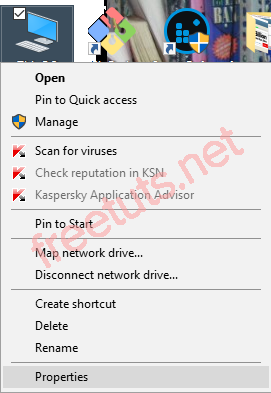 Open
Pin to Quick access
Manage
Scan for viruses
Check reputation in KSN
Kaspersky Application Advisor
Pin to Start
Map network drive...
Disconnect network drive...
Create shortcut
Delete
Rename
Properties
freetuts.net